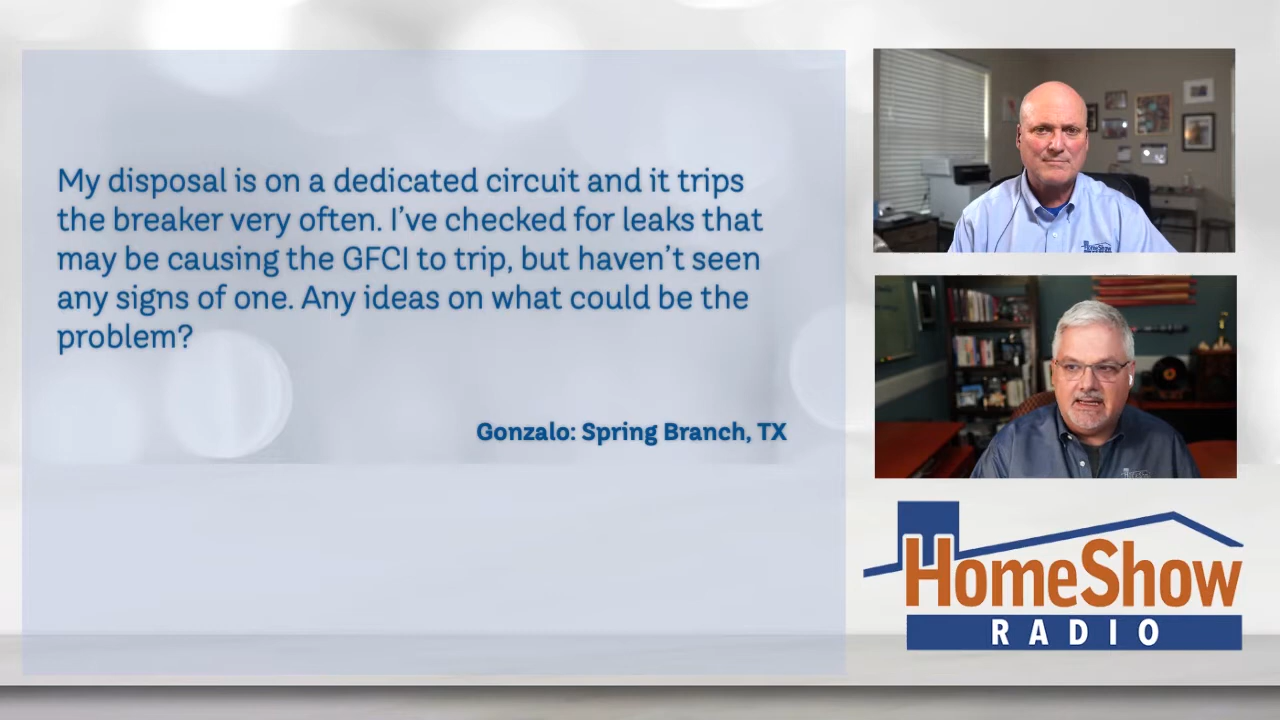 My disposal is on a dedicated circuit and it trips
the breaker very often. I’ve checked for leaks that
may be causing the GFCI to trip, but haven’t seen
any signs of one. Any ideas on what could be the
problem?
Gonzalo: Spring Branch, TX
HomeShow
HomeShow
RADIO